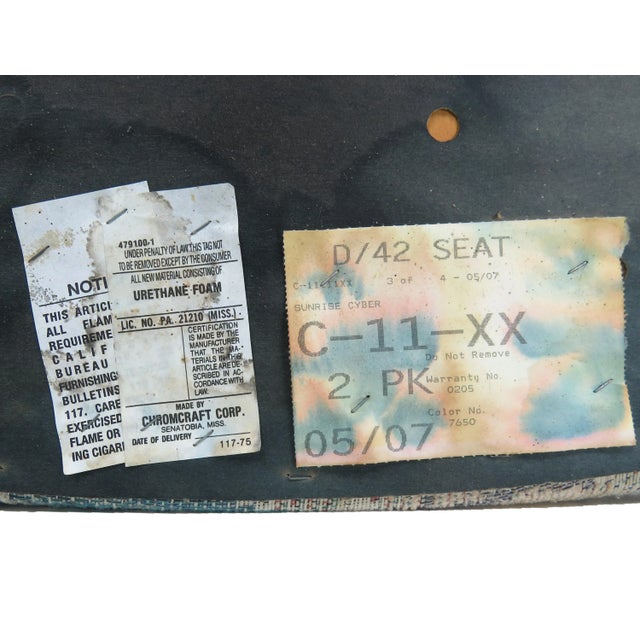 NOTI
THIS ARTICL
ALL FLAM
REQUIREME
CALIF
BUREAU
FURNISHING
BULLETINS
117. CARE
EXERCISED
FLAME OR
ING CIGAR
479100-1
UNDER PENALTY OF LAW THIS TAG NOT
TO BE REMOVED EXCEPT BY THE CONSUMER
ALL NEW MATERIAL CONSISTING OF
URETHANE FOAM
LIC. NO. PA. 21210 (MISS.)
CERTIFICATION
IS MADE BY THE
MANUFACTURER
THAT THE MA-
TERIALS IN THIS
ARTICLE ARE DE-
SCRIBED IN AC-
CORDANCE WITH
LAW.
MADE BY
CHROMCRAFT CORP.
SENATOBIA, MISS.
DATE OF DELIVERY
117-75
D/42 SEAT
C-11-11XX 3 of 4 - 05/07
SUNRISE CYBER
C-11-XX
Do Not Remove
2 PK Warranty No.
0205
Color No.
7650
05/07